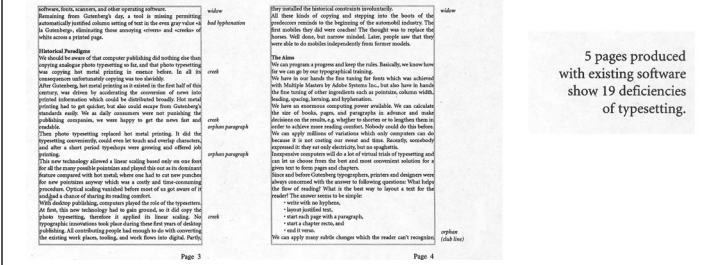 software, fonts, scanners, and other operating software.
Remaining from Gutenberg's day, a tool is missing permitting
automatically justified column setting of text in the even gray value »à
la Gutenberg«, eliminating these annoying »rivers« and »creeks« of
white across a printed page.
Historical Paradigms
We should be aware of that computer publishing did nothing else than
copying analogue photo typesetting so far, and that photo typesetting
was copying hot metal printing in essence before. In all its
consequences unfortunately copying was too slavishly.
After Gutenberg, hot metal printing as it existed in the first half of this
century, was driven by accelerating the conversion of news into
printed information which could be distributed broadly. Hot metal
printing had to get quicker, but also could escape from Gutenberg's
standards easily. We as daily consumers were not punishing the
publishing companies, we were happy to get the news fast and
readable.
Then photo typesetting replaced hot metal printing. It did the
typesetting conveniently, could even let touch and overlap characters,
and after a short period typeshops were growing and offered job
printing.
This new technology allowed a linear scaling based only on one font
for all the many possible pointsizes and played this out as its dominant
feature compared with hot metal; where one had to cut new punches
for new pointsizes anyway which was a costly and time-consuming
procedure. Optical scaling vanished before most of us got aware of it
and had a chance of sharing its reading comfort.
With desktop publishing, computers played the role of the typesetters.
At first, this new technology had to gain ground, so it did copy the
photo typesetting, therefore it applied its linear scaling. No
typographic innovations took place during these first years of desktop
publishing. All contributing people had enough to do with converting
the existing work places, tooling, and work flows into digital. Partly,
widow
bad hyphenation
creek
creek
orphan paragraph
orphan paragraph
creek
Page 3
they installed the historical constraints involuntarily.
All these kinds of copying and stepping into the boots of the
predecessors reminds to the beginning of the automobil industry. The
first mobiles they did were coaches! The thought was to replace the
horses. Well done, but narrow minded. Later, people saw that they
were able to do mobiles independently from former models.
The Aims
We can program a progress and keep the rules. Basically, we know how
far we can go by our typographical training.
We have in our hands the fine tuning for fonts which was achieved
with Multiple Masters by Adobe Systems Inc., but also have in hands
the fine tuning of other ingredients such as pointsize, column width,
leading, spacing, kerning, and hyphenation.
We have an enormous computing power available. We can calculate
the size of books, pages, and paragraphs in advance and make
decisions on the results, e.g. whether to shorten or to lengthen them in
order to achieve more reading comfort. Nobody could do this before.
We can apply millions of variations which only computers can do
because it is not costing our sweat and time. Recently, somebody
expressed it: they eat only electricity, but no spaghettis.
Inexpensive computers will do a lot of virtual trials of typesetting and
can let us choose from the best and most convenient solution for a
given text to form pages and chapters.
Since and before Gutenberg typographers, printers and designers were
always concerned with the answer to following questions: What helps
the flow of reading? What is the best way to layout a text for the
reader? The answer seems to be simple:
· write with no hyphens,
· layout justified text,
· start each page with a paragraph,
· start a chapter recto, and
· end it verso.
We can apply many subtle changes which the reader can't recognize,
widow
orphan
(club line)
Page 4
5 pages produced
with existing software
show 19 deficiencies
of typesetting.